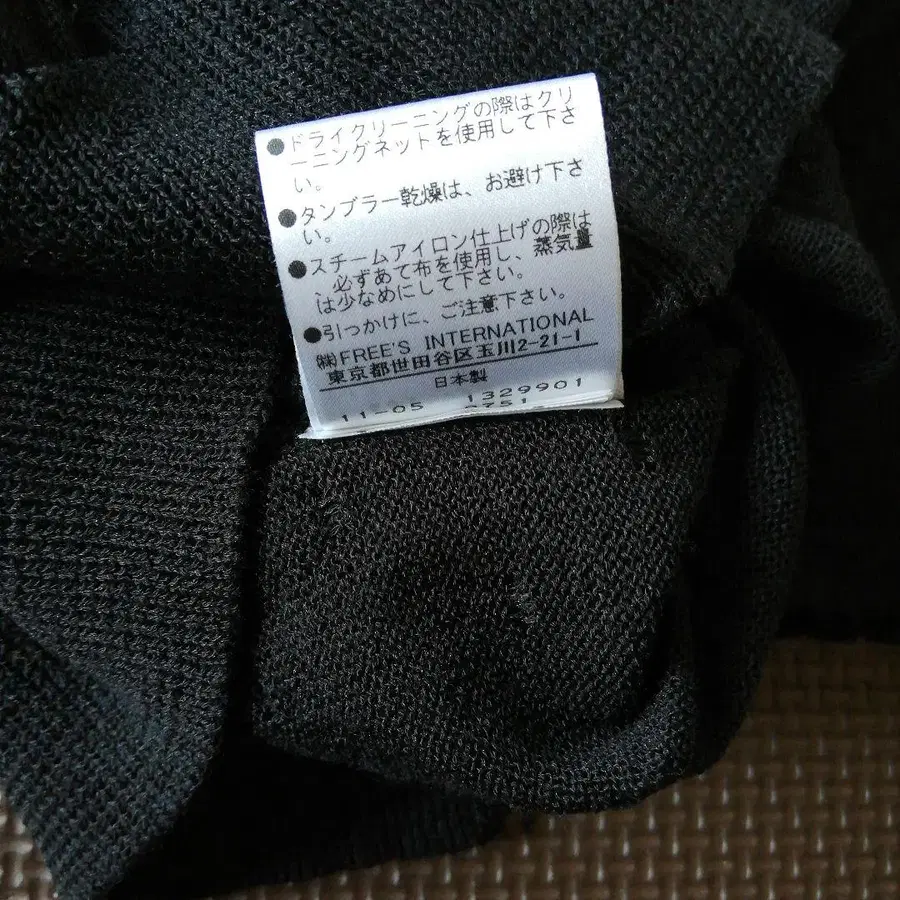 ●ドライクリーニングの際はクリ
ーニングネットを使用して下さ
い。
●タンブラー乾燥は、お避け下さ
い。
●スチームアイロン仕上げの際は
必ずあて布を使用し、蒸気量
は少なめにして下さい。
●引っかけに、ご注意下さい。
㈱FREE'S INTERNATIONAL
東京都世田谷区玉川2-21-1
日本製
1329901
11-05